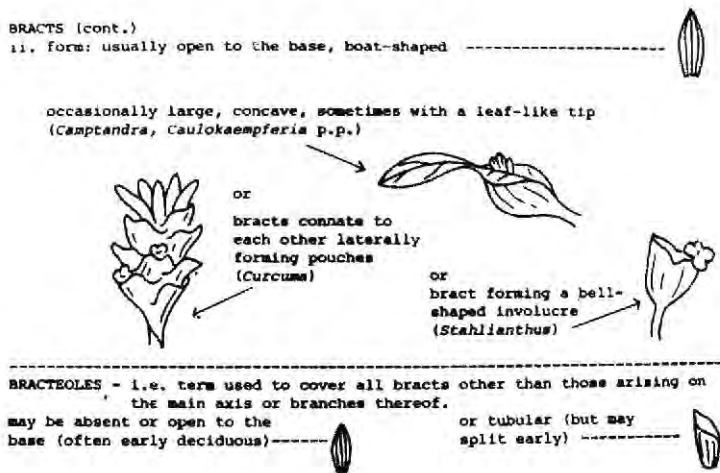 BRACTS (cont.)
ii. form: usually open to the base, boat-shaped
occasionally large, concave, sometimes with a leaf-like tip
(Camptandra, Caulokaempferia p.p.)
or
bracts connate to
each other laterally
forming pouches
(Curcuma)
or
bract forming a bell-
shaped involucre
(Stahlianthus)
BRACTEOLES - i.e. term used to cover all bracts other than those arising on
the main axis or branches thereof.
may be absent or open to the
base (often early deciduous)
or tubular (but may
split early)